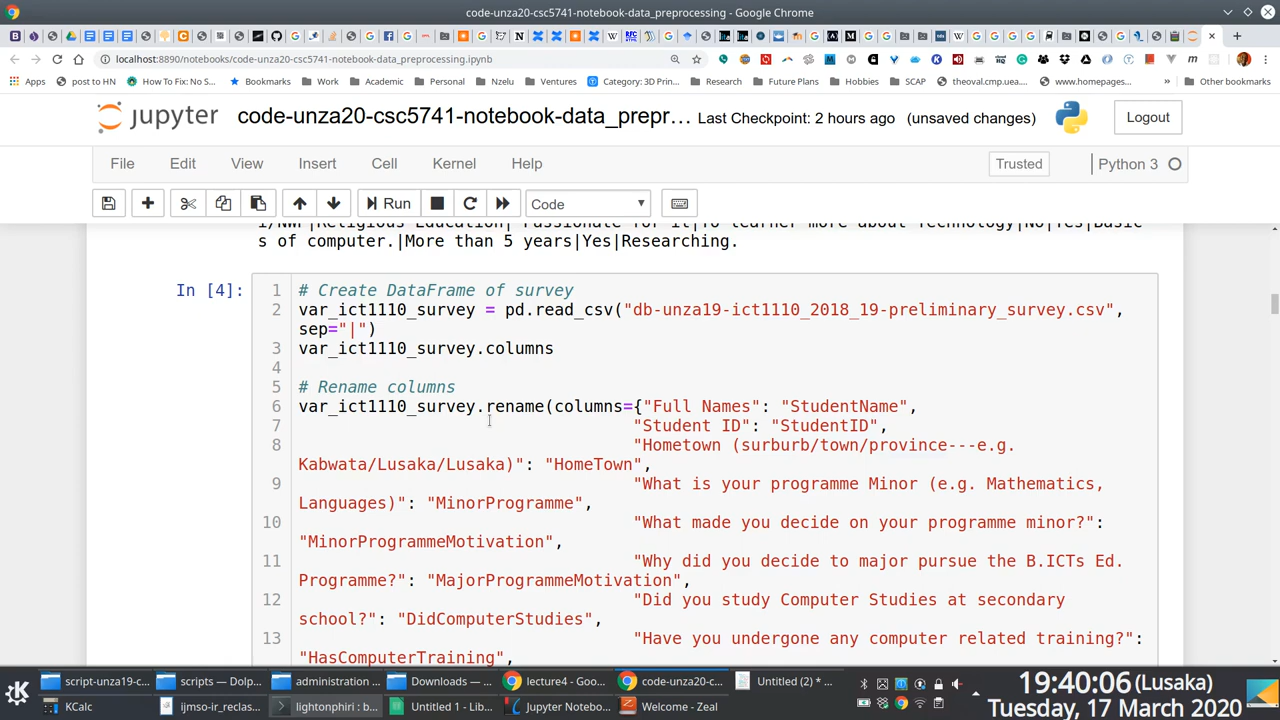 code-unza20-csc5741-notebook-data_preprocessing - Google Chrome
localhost:8890/notebooks/code-unza20-csc5741-notebook-data_preprocessing.ipynb
Apps post to HN How To Fix: No S... Bookmarks Work Academic Personal Nzelu Ventures Category: 3D Prin... Research Future Plans Hobbies SCAP theoval.cmp.uea... www.homepages... » Other bookmarks
jupyter code-unza20-csc5741-notebook-data_prepr... Last Checkpoint: 2 hours ago (unsaved changes) Logout
File Edit View Insert Cell Kernel Help Trusted Python 3
Run Code
s of computer.|More than 5 years|Yes|Researching.
In [4]: 1 # Create DataFrame of survey
2 var_ict1110_survey = pd.read_csv("db-unza19-ict1110_2018_19-preliminary_survey.csv",
sep="|")
3 var_ict1110_survey.columns
4
5 # Rename columns
6 var_ict1110_survey.rename(columns={"Full Names": "StudentName",
7 "Student ID": "StudentID",
8 "Hometown (surburb/town/province---e.g.
Kabwata/Lusaka/Lusaka)": "HomeTown",
9 "What is your programme Minor (e.g. Mathematics,
Languages)": "MinorProgramme",
10 "What made you decide on your programme minor?":
"MinorProgrammeMotivation",
11 "Why did you decide to major pursue the B.ICTs Ed.
Programme?": "MajorProgrammeMotivation",
12 "Did you study Computer Studies at secondary
school?": "DidComputerStudies",
13 "Have you undergone any computer related training?":
"HasComputerTraining",
script-unza19-c... scripts — Dolp... administration ... Downloads — ... lecture4 - Goo... code-unza20-c... Untitled (2) * ...
KCalc ijmso-ir_reclas... lightonphiri : b... Untitled 1 - Lib... Jupyter Notebo... Welcome - Zeal
19:40:06 (Lusaka)
Tuesday, 17 March 2020